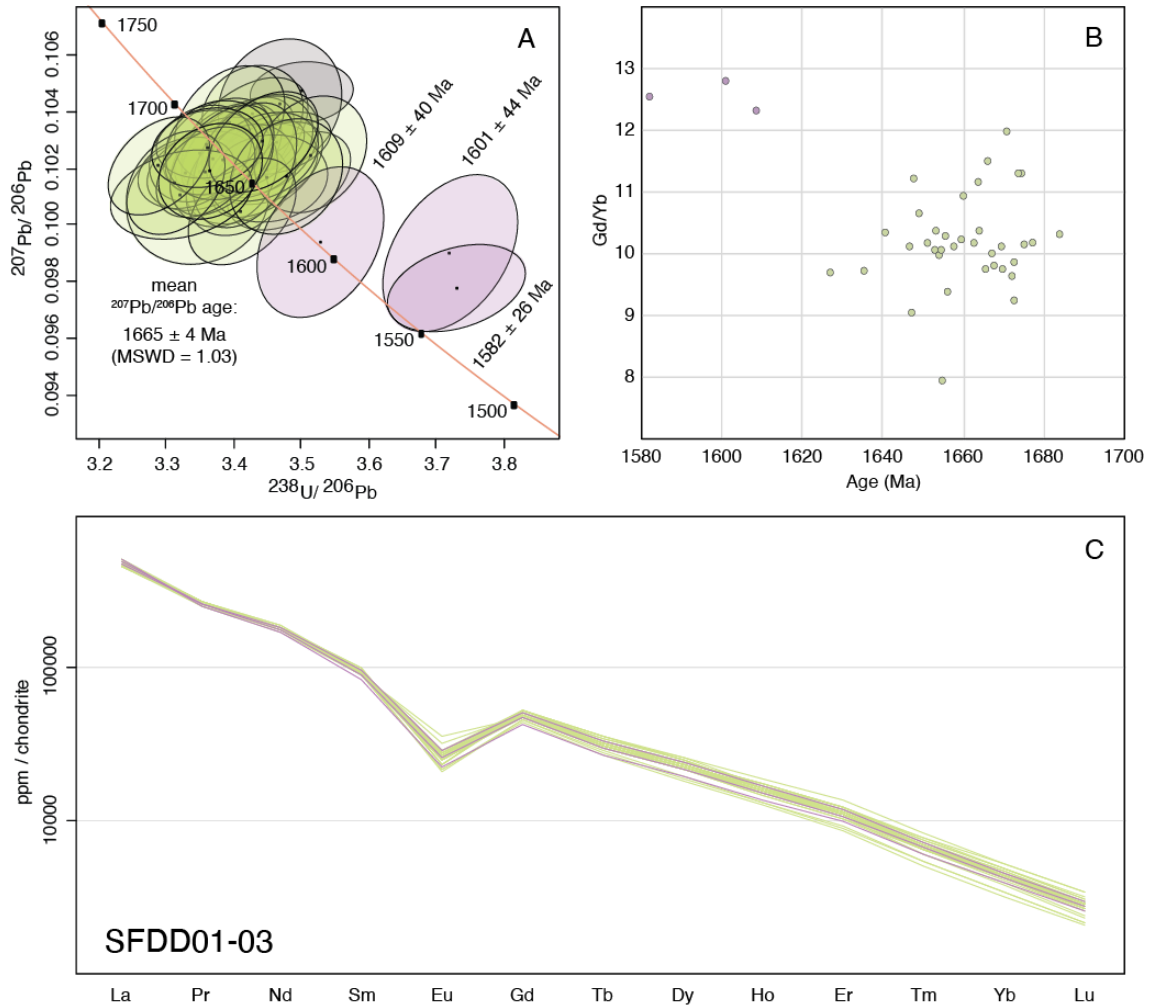 A
0.106
0.104
0.102
0.100
0.098
0.096
0.094
207Pb/ 206Pb
1750
1700
1650
1600
1550
1500
1609 ± 40 Ma
1601 ± 44 Ma
1582 ± 26 Ma
mean
207Pb/206Pb age:
1665 ± 4 Ma
(MSWD = 1.03)
3.2 3.3 3.4 3.5 3.6 3.7 3.8
238U/ 206Pb
B
13
12
11
10
9
8
Gd/Yb
1580 1600 1620 1640 1660 1680 1700
Age (Ma)
C
100000
10000
ppm / chondrite
SFDD01-03
La Pr Nd Sm Eu Gd Tb Dy Ho Er Tm Yb Lu